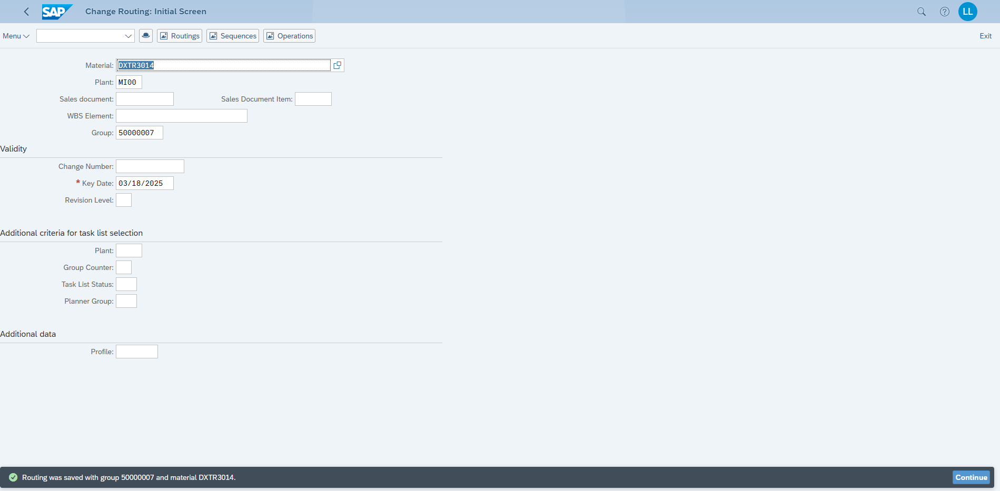 SAP Change Routing: Initial Screen LL
Menu Routings Sequences Operations Exit
Material: DXTR3014
Plant: MI00
Sales document: Sales Document Item:
WBS Element:
Group: 50000007
Validity
Change Number:
* Key Date: 03/18/2025
Revision Level:
Additional criteria for task list selection
Plant:
Group Counter:
Task List Status:
Planner Group:
Additional data
Profile:
Routing was saved with group 50000007 and material DXTR3014. Continue